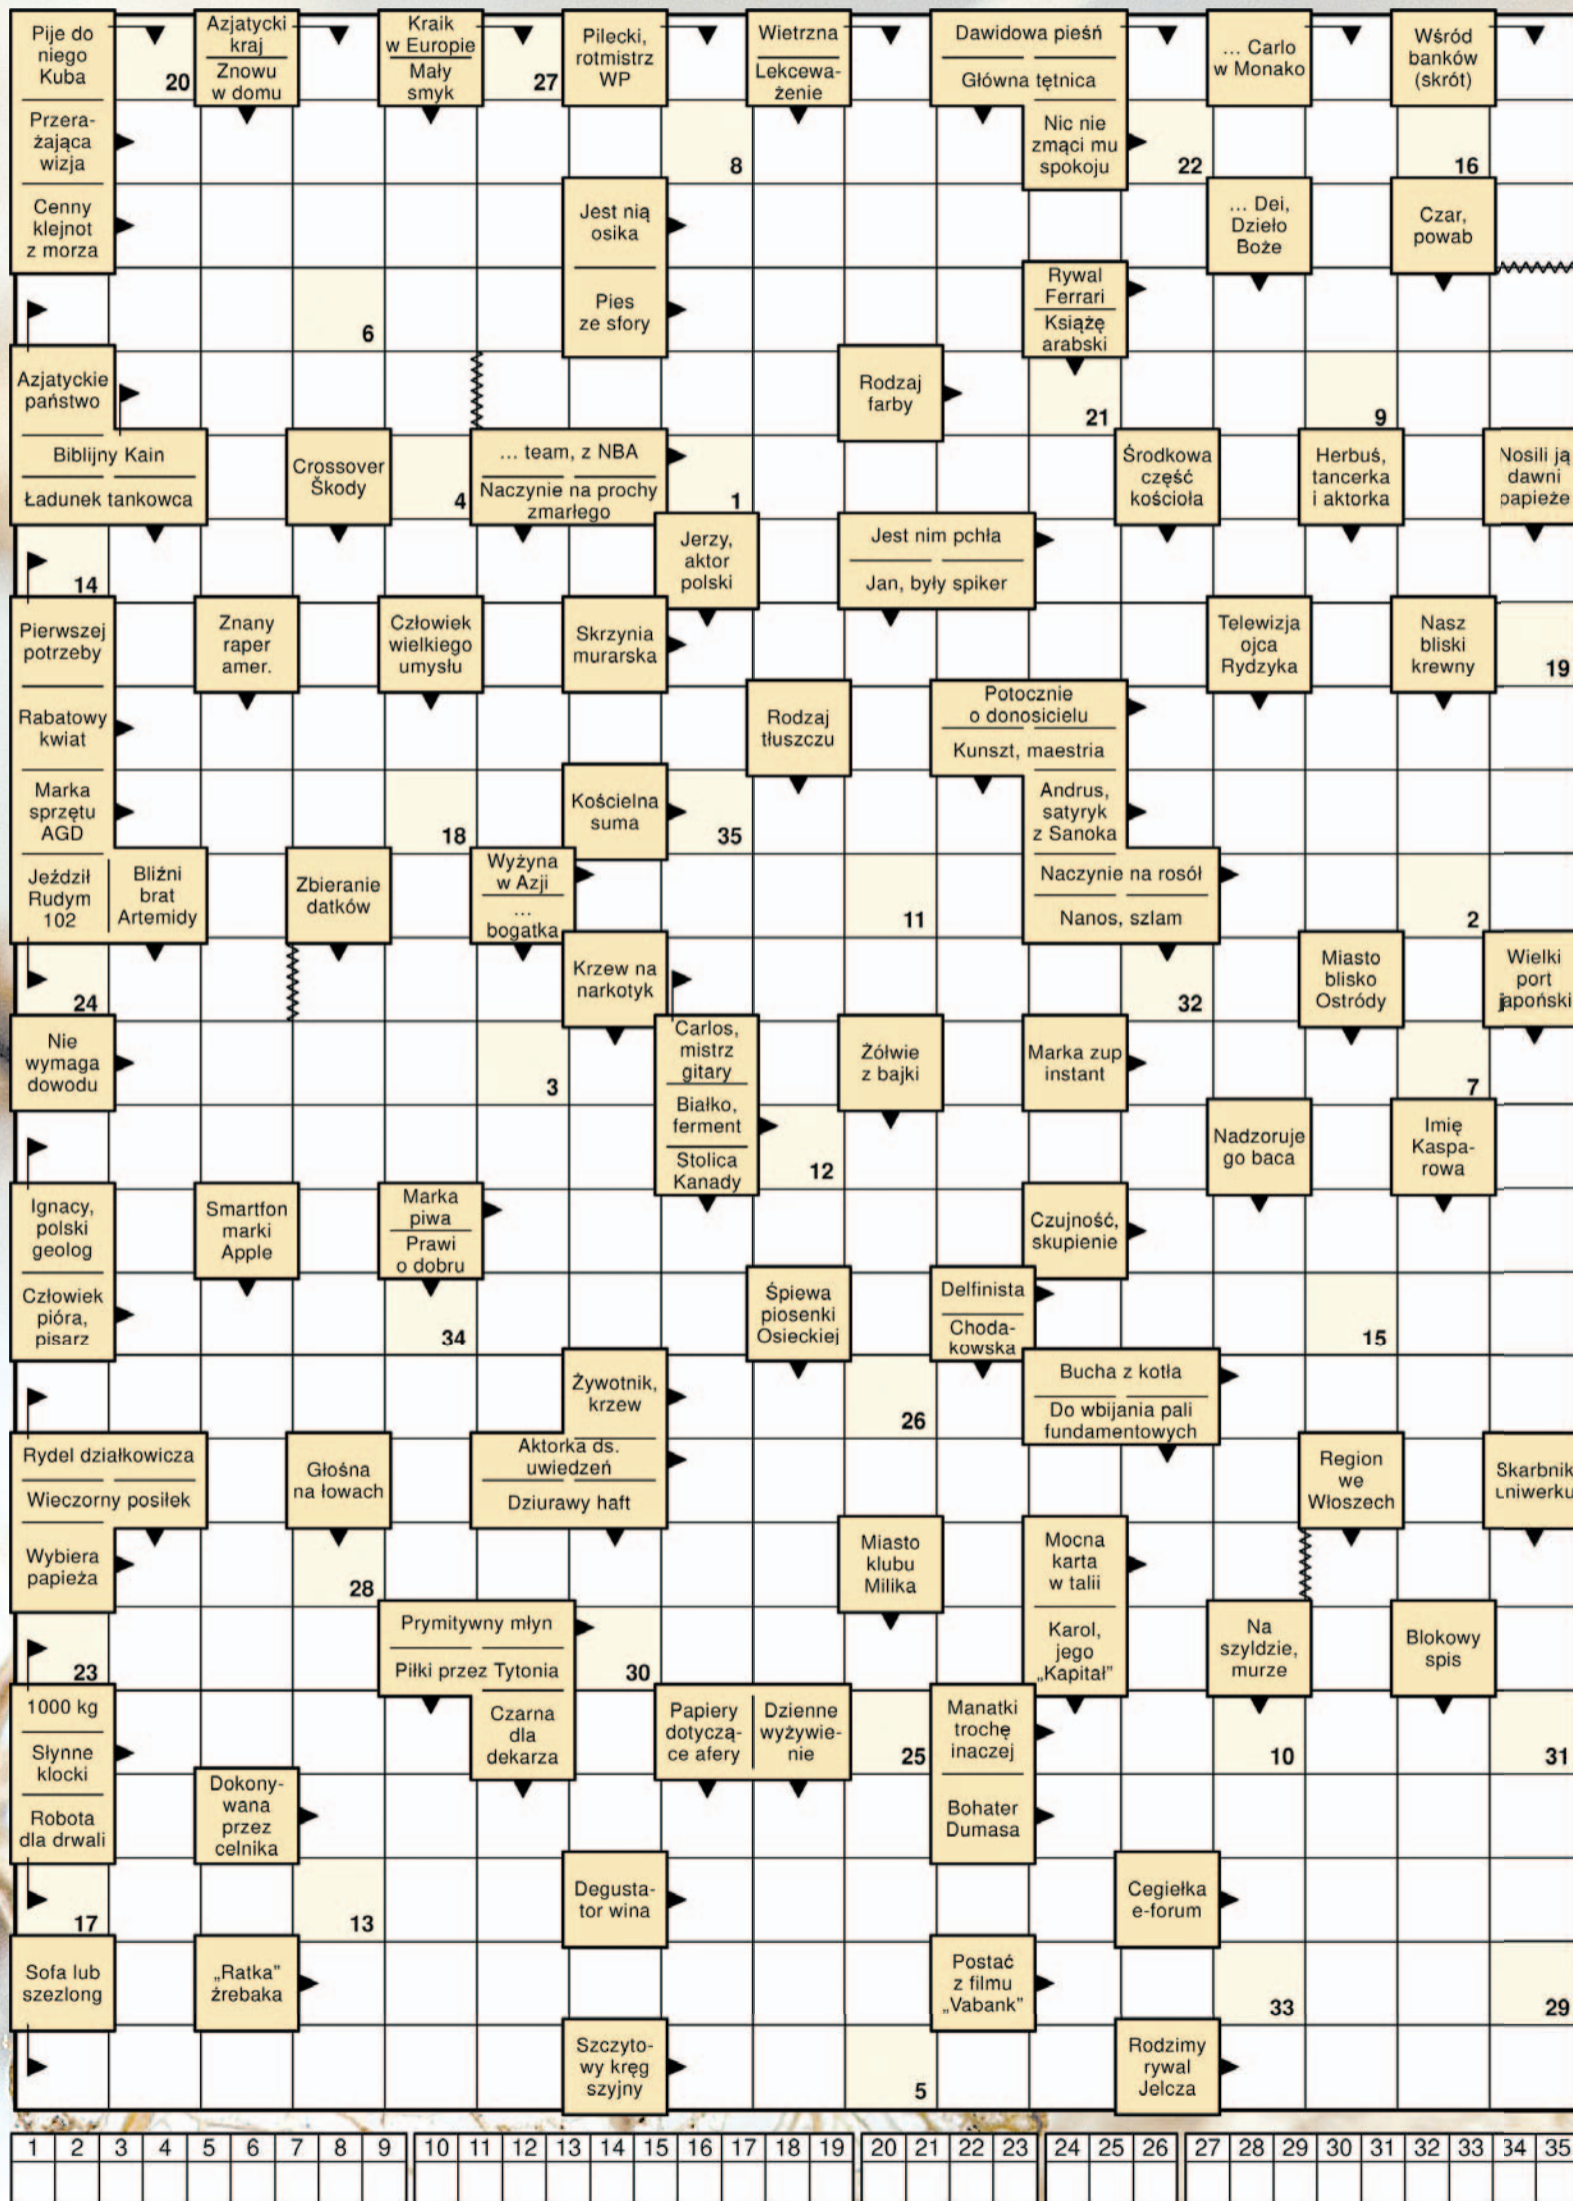 Pije do
niego
Kuba
20
Azjatycki
kraj
Znowu
w domu
Kraik
w Europie
Mały
smyk
27
Pilecki,
rotmistrz
WP
Wietrzna
Lekcewa-
żenie
Dawidowa pieśń
Główna tętnica
... Carlo
w Monako
Wśród
banków
(skrót)
Przera-
żająca
wizja
8
Nic nie
zmąci mu
spokoju
22
16
Cenny
klejnot
z morza
Jest nią
osika
... Dei,
Dzieło
Boże
Czar,
powab
6
Pies
ze sfory
Rywal
Ferrari
Książę
arabski
Azjatyckie
państwo
Rodzaj
farby
21
9
Biblijny Kain
Ładunek tankowca
Crossover
Škody
4
... team, z NBA
Naczynie na prochy
zmarłego
1
Środkowa
część
kościoła
Herbuś,
tancerka
i aktorka
Nosili ją
dawni
papieże
14
Jerzy,
aktor
polski
Jest nim pchła
Jan, były spiker
Pierwszej
potrzeby
Znany
raper
amer.
Człowiek
wielkiego
umysłu
Skrzynia
murarska
Telewizja
ojca
Rydzyka
Nasz
bliski
krewny
19
Rabatowy
kwiat
Rodzaj
tłuszczu
Potocznie
o donosicielu
Kunszt, maestria
Marka
sprzętu
AGD
18
Kościelna
suma
35
Andrus,
satyryk
z Sanoka
Jeździł
Rudym
102
Bliźni
brat
Artemidy
Zbieranie
datków
Wyżyna
w Azji
...
bogatka
11
Naczynie na rosół
Nanos, szlam
2
24
Krzew na
narkotyk
32
Miasto
blisko
Ostródy
Wielki
port
japoński
Nie
wymaga
dowodu
3
Carlos,
mistrz
gitary
Żółwie
z bajki
Marka zup
instant
7
Białko,
ferment
Stolica
Kanady
12
Nadzoruje
go baca
Imię
Kaspa-
rowa
Ignacy,
polski
geolog
Smartfon
marki
Apple
Marka
piwa
Prawi
o dobru
Czujność,
skupienie
Człowiek
pióra,
pisarz
34
Śpiewa
piosenki
Osieckiej
Delfinista
Choda-
kowska
15
Żywotnik,
krzew
26
Bucha z kotła
Do wbijania pali
fundamentowych
Rydel działkowicza
Wieczorny posiłek
Głośna
na łowach
Aktorka ds.
uwiedzeń
Dziurawy haft
Region
we
Włoszech
Skarbnik
uniwerku
Wybiera
papieża
28
Miasto
klubu
Milika
Mocna
karta
w talii
23
Prymitywny młyn
Piłki przez Tytonia
30
Karol,
jego
„Kapitał”
Na
szyldzie,
murze
Blokowy
spis
1000 kg
Słynne
klocki
Czarna
dla
dekarza
Papiery
dotyczą-
ce afery
Dzienne
wyżywie-
nie
25
Manatki
trochę
inaczej
10
31
Robota
dla drwali
Dokony-
wana
przez
celnika
Bohater
Dumasa
17
13
Degusta-
tor wina
Cegiełka
e-forum
Sofa lub
szezlong
„Ratka”
źrebaka
Postać
z filmu
„Vabank”
33
29
Szczyto-
wy kręg
szyjny
5
Rodzimy
rywal
Jelcza
1 2 3 4 5 6 7 8 9 10 11 12 13 14 15 16 17 18 19 20 21 22 23 24 25 26 27 28 29 30 31 32 33 34 35